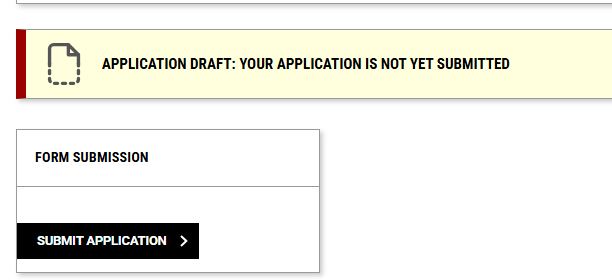 APPLICATION DRAFT: YOUR APPLICATION IS NOT YET SUBMITTED
FORM SUBMISSION
SUBMIT APPLICATION